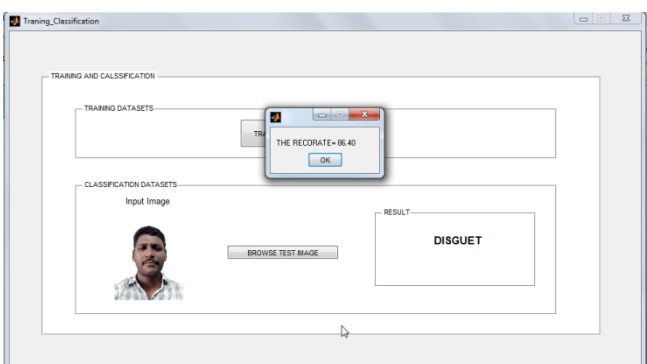 Traning_Classification
TRAINING AND CALSSIFICATION
TRAINING DATASETS
THE RECORATE= 86.40
OK
CLASSIFICATION DATASETS
Input Image
BROWSE TEST IMAGE
RESULT
DISGUET